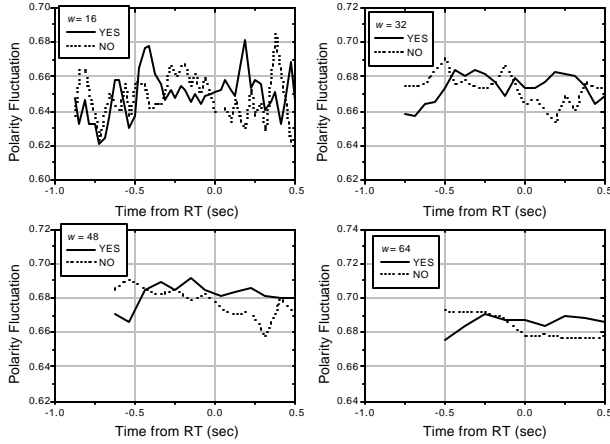 w = 16
YES
NO
0.70
0.68
0.66
0.64
0.62
0.60
Polarity Fluctuation
-1.0
-0.5
0.0
0.5
Time from RT (sec)
w = 32
YES
NO
0.72
0.70
0.68
0.66
0.64
0.62
Polarity Fluctuation
-1.0
-0.5
0.0
0.5
Time from RT (sec)
w = 48
YES
NO
0.72
0.70
0.68
0.66
0.64
0.62
Polarity Fluctuation
-1.0
-0.5
0.0
0.5
Time from RT (sec)
w = 64
YES
NO
0.74
0.72
0.70
0.69
0.67
0.65
Polarity Fluctuation
-1.0
-0.5
0.0
0.5
Time from RT (sec)